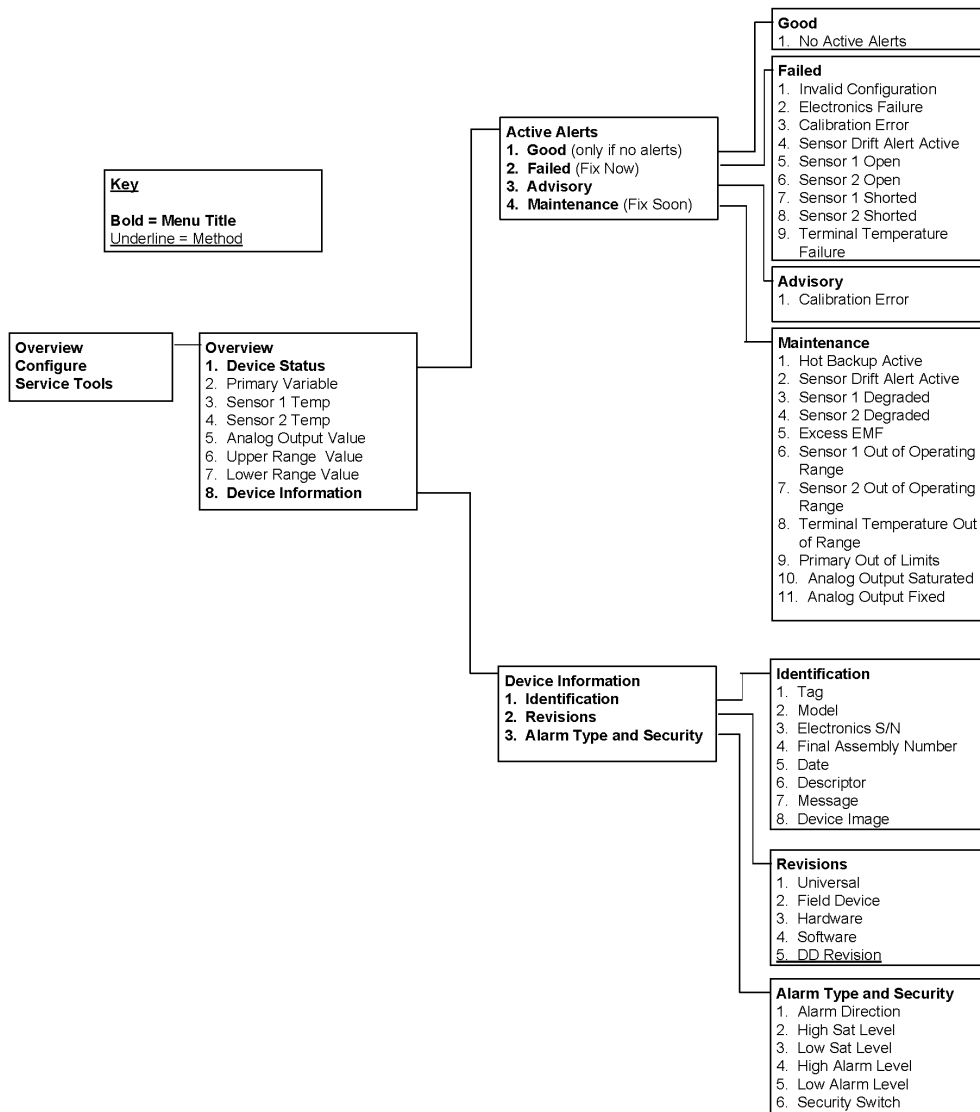 Good
1. No Active Alerts
Failed
1. Invalid Configuration
2. Electronics Failure
3. Calibration Error
4. Sensor Drift Alert Active
5. Sensor 1 Open
6. Sensor 2 Open
7. Sensor 1 Shorted
8. Sensor 2 Shorted
9. Terminal Temperature
Failure
Active Alerts
1. Good (only if no alerts)
2. Failed (Fix Now)
3. Advisory
4. Maintenance (Fix Soon)
Key
Bold = Menu Title
Underline = Method
Advisory
1. Calibration Error
Overview
Configure
Service Tools
Overview
1. Device Status
2. Primary Variable
3. Sensor 1 Temp
4. Sensor 2 Temp
5. Analog Output Value
6. Upper Range Value
7. Lower Range Value
8. Device Information
Maintenance
1. Hot Backup Active
2. Sensor Drift Alert Active
3. Sensor 1 Degraded
4. Sensor 2 Degraded
5. Excess EMF
6. Sensor 1 Out of Operating
Range
7. Sensor 2 Out of Operating
Range
8. Terminal Temperature Out
of Range
9. Primary Out of Limits
10. Analog Output Saturated
11. Analog Output Fixed
Device Information
1. Identification
2. Revisions
3. Alarm Type and Security
Identification
1. Tag
2. Model
3. Electronics S/N
4. Final Assembly Number
5. Date
6. Descriptor
7. Message
8. Device Image
Revisions
1. Universal
2. Field Device
3. Hardware
4. Software
5. DD Revision
Alarm Type and Security
1. Alarm Direction
2. High Sat Level
3. Low Sat Level
4. High Alarm Level
5. Low Alarm Level
6. Security Switch